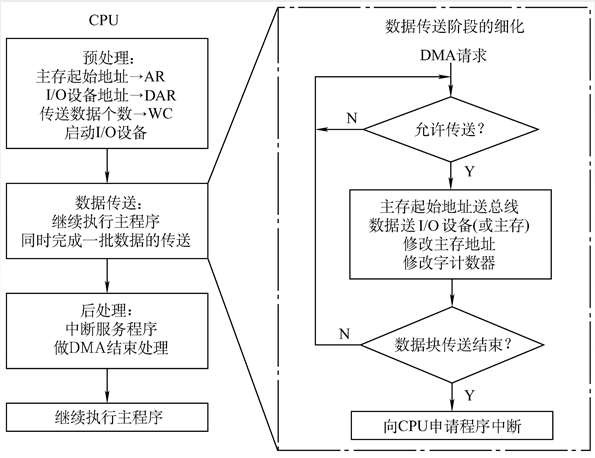 CPU
预处理：
主存起始地址→AR
I/O设备地址→DAR
传送数据个数→WC
启动I/O设备
数据传送：
继续执行主程序
同时完成一批数据的传送
后处理：
中断服务程序
做DMA结束处理
继续执行主程序
数据传送阶段的细化
DMA请求
N
允许传送？
Y
主存起始地址送总线
数据送 I/O 设备(或主存)
修改主存地址
修改字计数器
N
数据块传送结束？
Y
向CPU申请程序中断